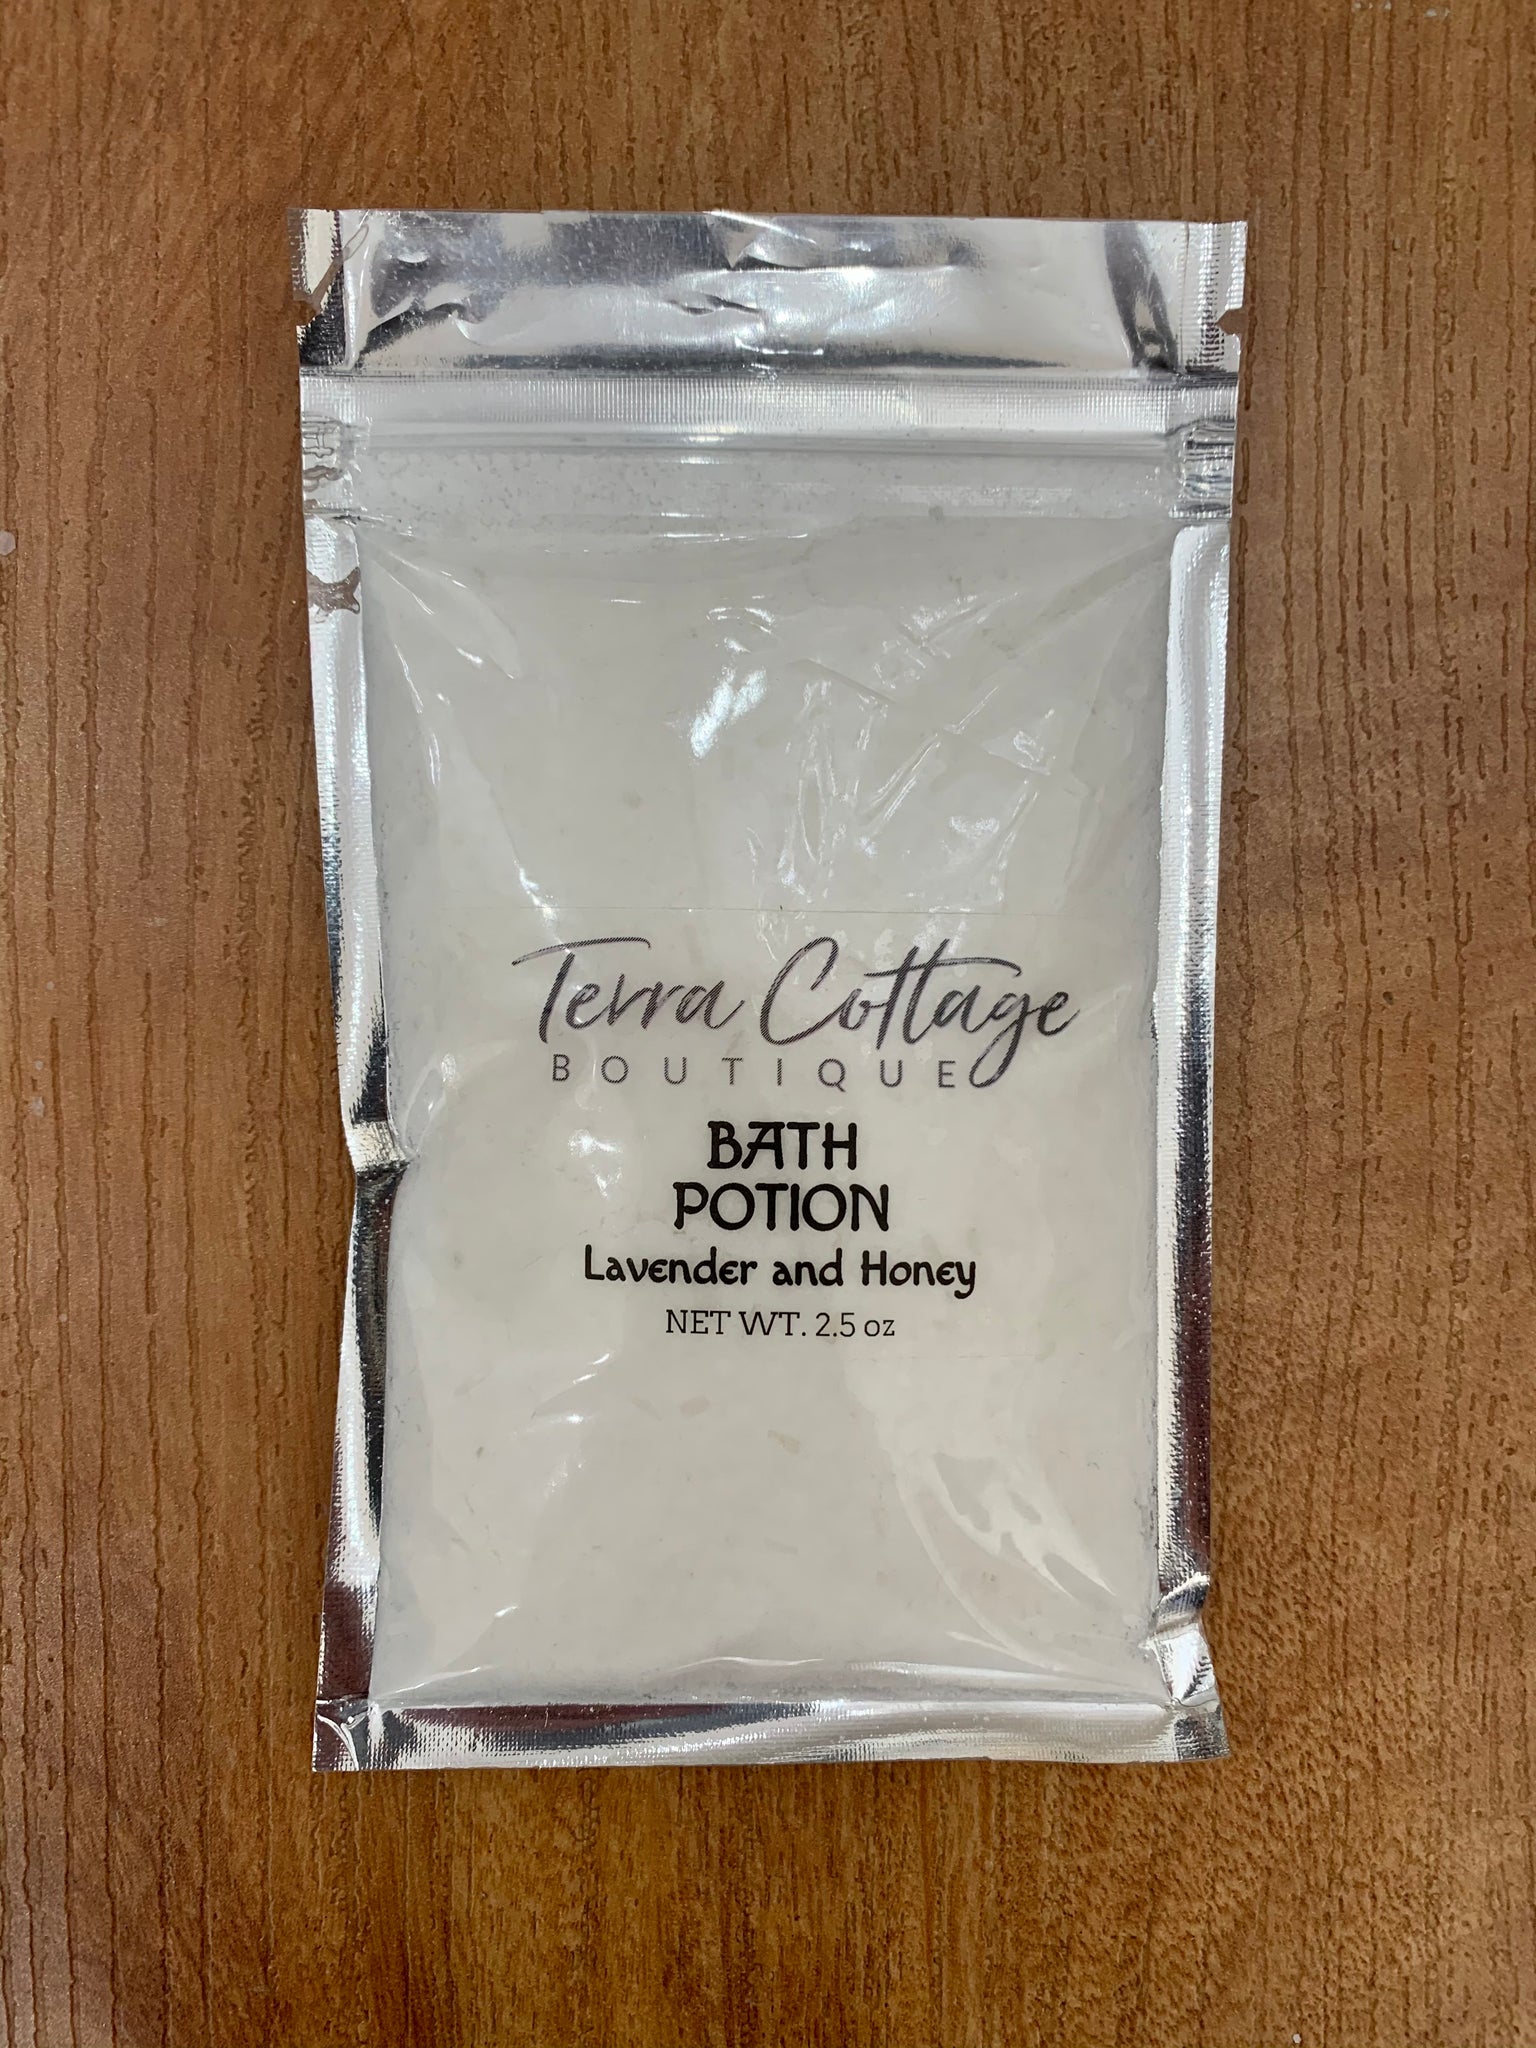 Terra Cottage
BOUTIQUE
BATH
POTION
Lavender and Honey
NET WT. 2.5 oz